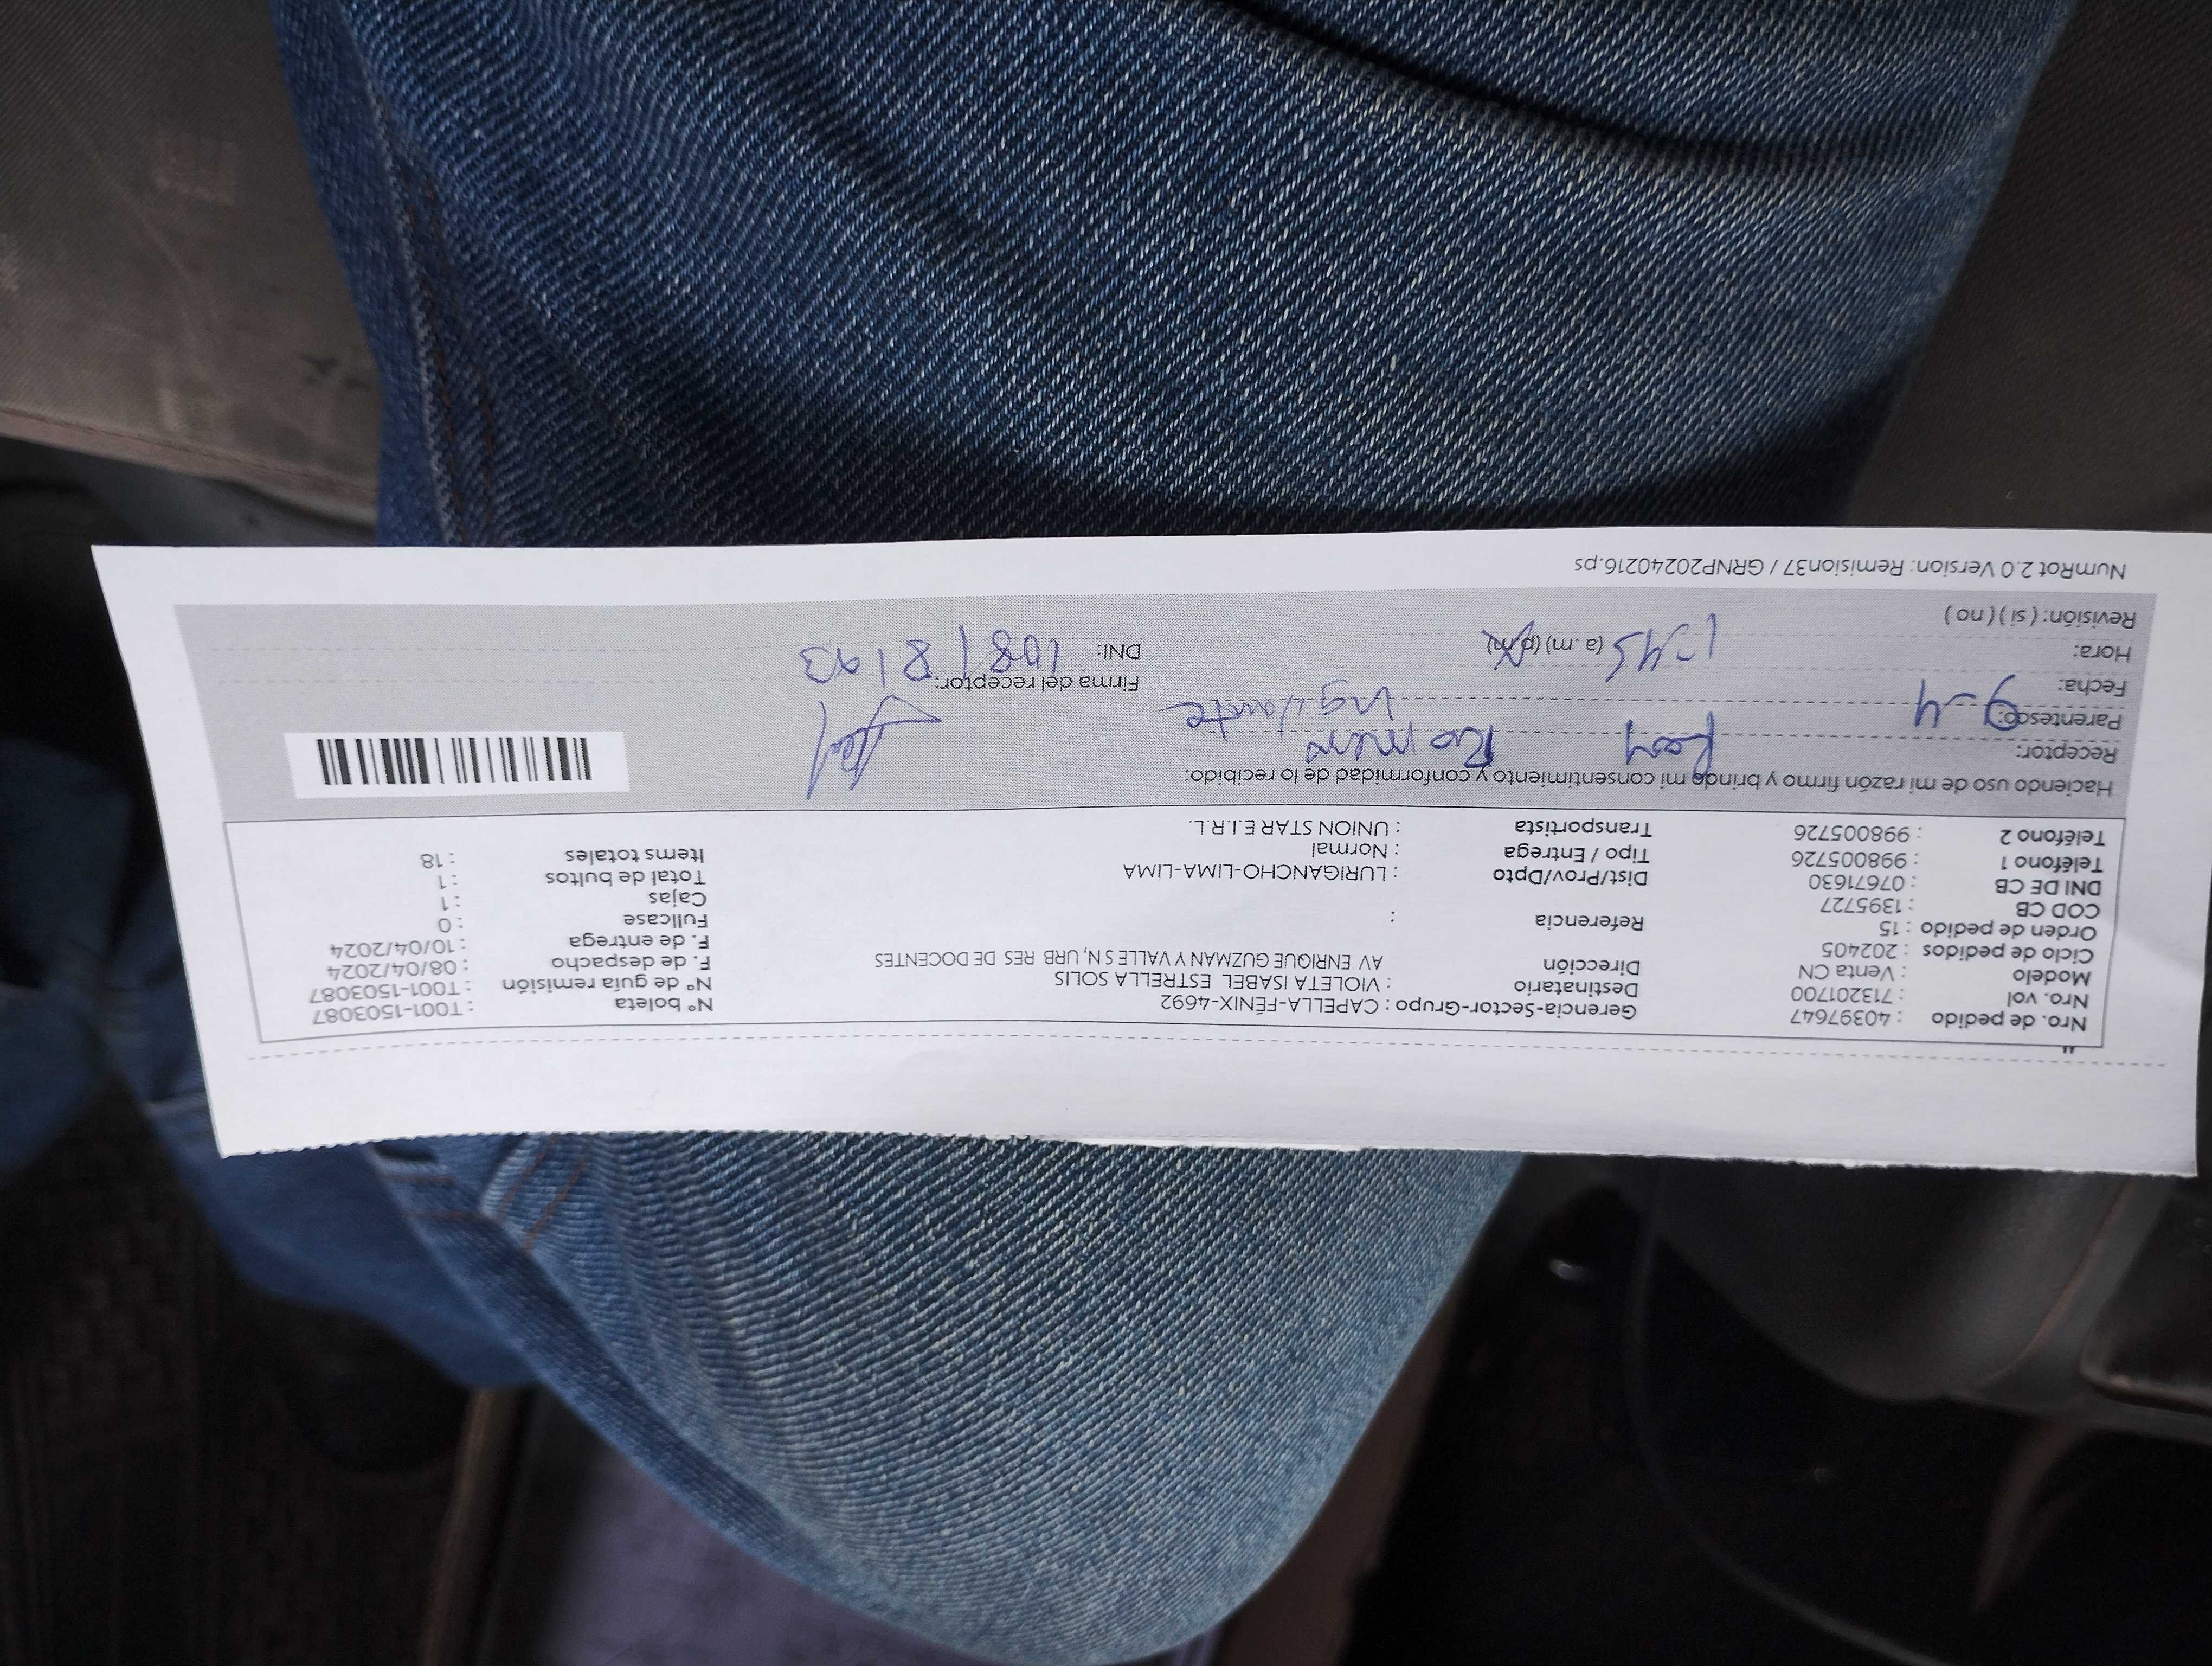 Nro. de pedido : 40397647 Gerencia-Sector-Grupo : CAPELLA-FÉNIX-4692 Nº boleta : T001-1503087
Nro. vol : 713201700 Destinatario : VIOLETA ISABEL ESTRELLA SOLIS Nº de guía remisión : T001-1503087
Modelo : Venta CN Dirección AV ENRIQUE GUZMAN Y VALLE S N, URB RES DE DOCENTES F. de despacho : 08/04/2024
Ciclo de pedidos : 202405 F. de entrega : 10/04/2024
Orden de pedido : 15 Referencia : Fullcase : 0
COD CB : 1395727 Cajas : 1
DNI DE CB : 07671630 Dist/Prov/Dpto : LURIGANCHO-LIMA-LIMA Total de bultos : 1
Teléfono 1 : 998005726 Tipo / Entrega : Normal Items totales : 18
Teléfono 2 : 998005726 Transportista : UNION STAR E.I.R.L.
Haciendo uso de mi razón firmo y brindo mi consentimiento y conformidad de lo recibido:
Receptor: Romero
Parentesco: Vigilante
Fecha: 9-4 Firma del receptor:
Hora: 1-45 (a. m) (p.m) DNI:
Revisión: ( si ) ( no )
NumRot 2.0 Version: Remision37 / GRNP20240216.ps